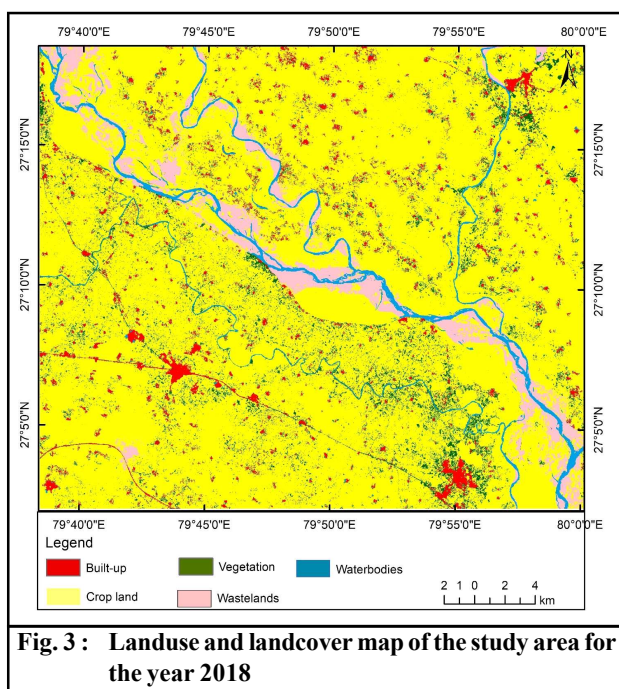 79°40'0"E 79°45'0"E 79°50'0"E 79°55'0"E 80°0'0"E
N
27°15'0"N 27°15'0"N
27°10'0"N 27°10'0"N
27°5'0"N 27°5'0"N
79°40'0"E 79°45'0"E 79°50'0"E 79°55'0"E 80°0'0"E
Legend
Built-up Vegetation Waterbodies
Crop land Wastelands
2 1 0 2 4
km
Fig. 3 : Landuse and landcover map of the study area for
the year 2018